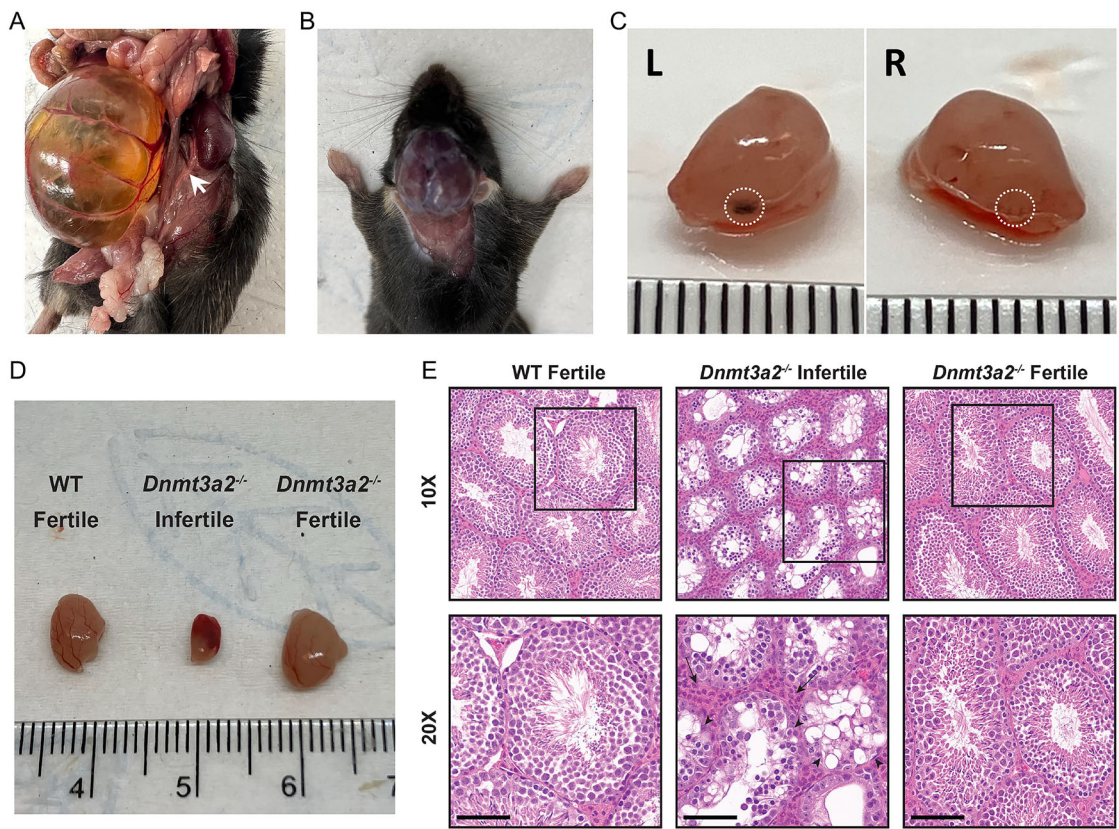 A
B
C
L
R
D
WT
Fertile
Dnmt3a2-/-
Infertile
Dnmt3a2-/-
Fertile
4
5
6
7
E
WT Fertile
Dnmt3a2-/- Infertile
Dnmt3a2-/- Fertile
10X
20X